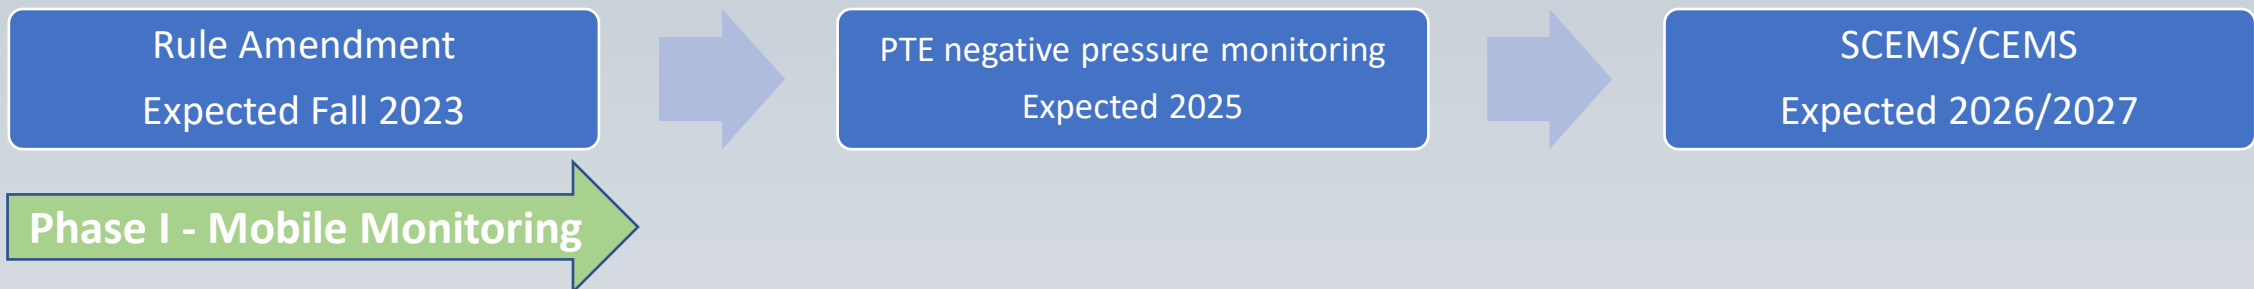 Rule Amendment
Expected Fall 2023
PTE negative pressure monitoring
Expected 2025
SCEMS/CEMS
Expected 2026/2027
Phase I - Mobile Monitoring